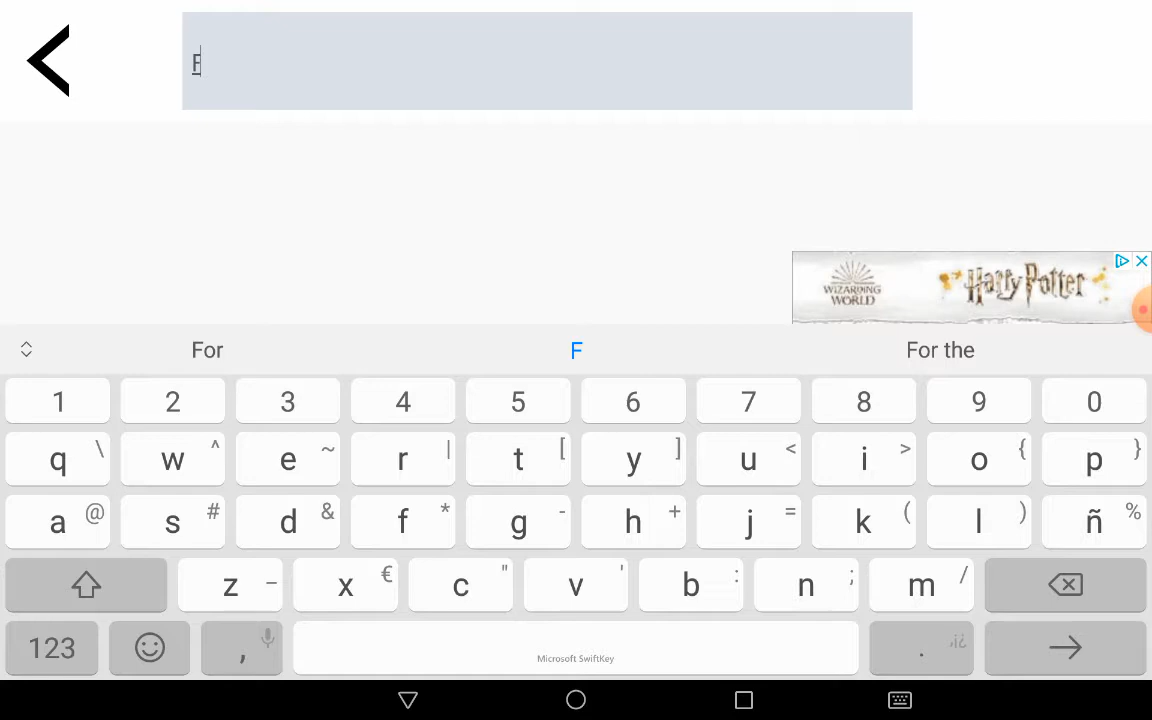 F
WIZARDING
WORLD
Harry Potter
For F For the
1 2 3 4 5 6 7 8 9 0
q \ w ^ e ~ r | t [ y ] u < i > o { p }
a @ s # d & f * g - h + j = k ( l ) ñ %
z _ x € c " v ' b : n ; m /
123 , . ,i¿
Microsoft SwiftKey